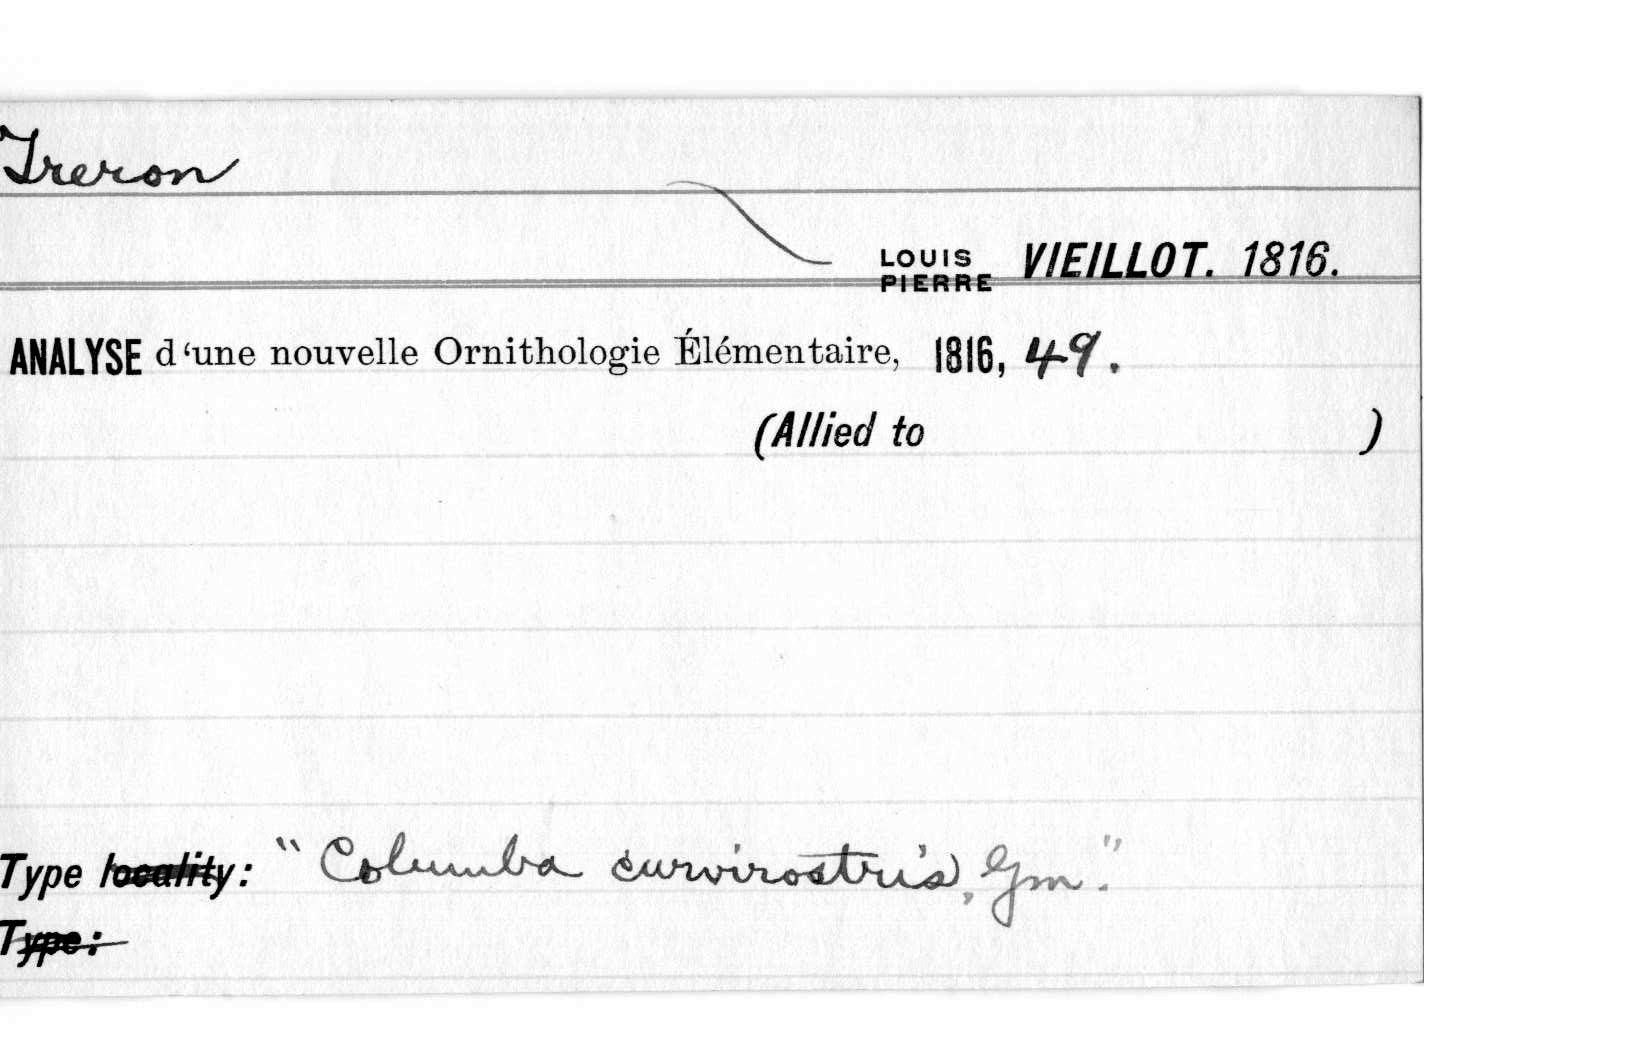 Treron
LOUIS PIERRE VIEILLOT. 1816.
ANALYSE d‘une nouvelle Ornithologie Élémentaire, 1816, 49.
(Allied to )
Type locality: "Columba curvirostris, Gm."
Type: